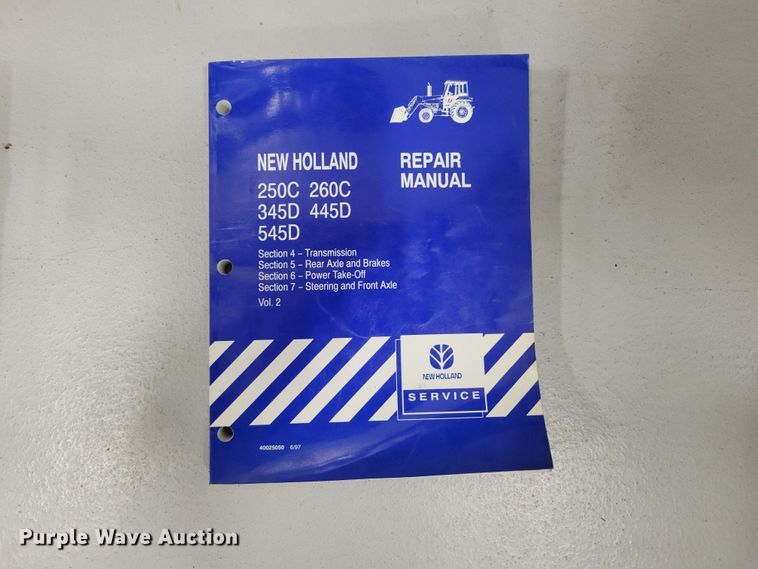 NEW HOLLAND
250C 260C
345D 445D
545D
REPAIR
MANUAL
Section 4 – Transmission
Section 5 – Rear Axle and Brakes
Section 6 – Power Take-Off
Section 7 – Steering and Front Axle
Vol. 2
NEW HOLLAND
SERVICE
40025050 6/97
Purple Wave Auction